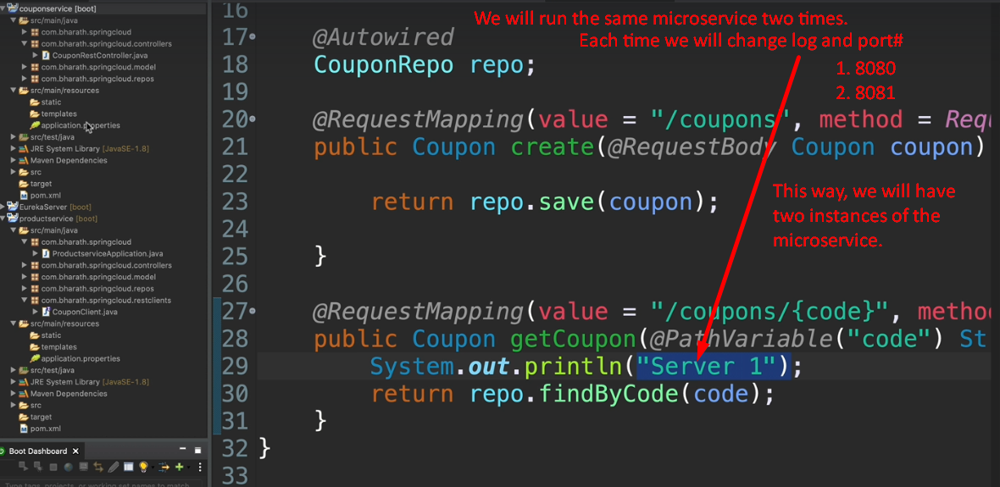 couponservice [boot]
src/main/java
com.bharath.springcloud
com.bharath.springcloud.controllers
CouponRestController.java
com.bharath.springcloud.model
com.bharath.springcloud.repos
src/main/resources
static
templates
application.properties
src/test/java
JRE System Library [JavaSE-1.8]
Maven Dependencies
src
target
pom.xml
EurekaServer [boot]
productservice [boot]
src/main/java
com.bharath.springcloud
ProductserviceApplication.java
com.bharath.springcloud.controllers
com.bharath.springcloud.model
com.bharath.springcloud.repos
com.bharath.springcloud.restclients
CouponClient.java
src/main/resources
static
templates
application.properties
src/test/java
JRE System Library [JavaSE-1.8]
Maven Dependencies
src
target
pom.xml
Boot Dashboard
Type tags, projects, or working set names to match
We will run the same microservice two times.
Each time we will change log and port#
1. 8080
2. 8081
This way, we will have
two instances of the
microservice.
16
17 @Autowired
18 CouponRepo repo;
19
20 @RequestMapping(value = "/coupons", method = Requ
21 public Coupon create(@RequestBody Coupon coupon)
22
23 return repo.save(coupon);
24
25 }
26
27 @RequestMapping(value = "/coupons/{code}", metho
28 public Coupon getCoupon(@PathVariable("code") St
29 System.out.println("Server 1");
30 return repo.findByCode(code);
31 }
32 }
33